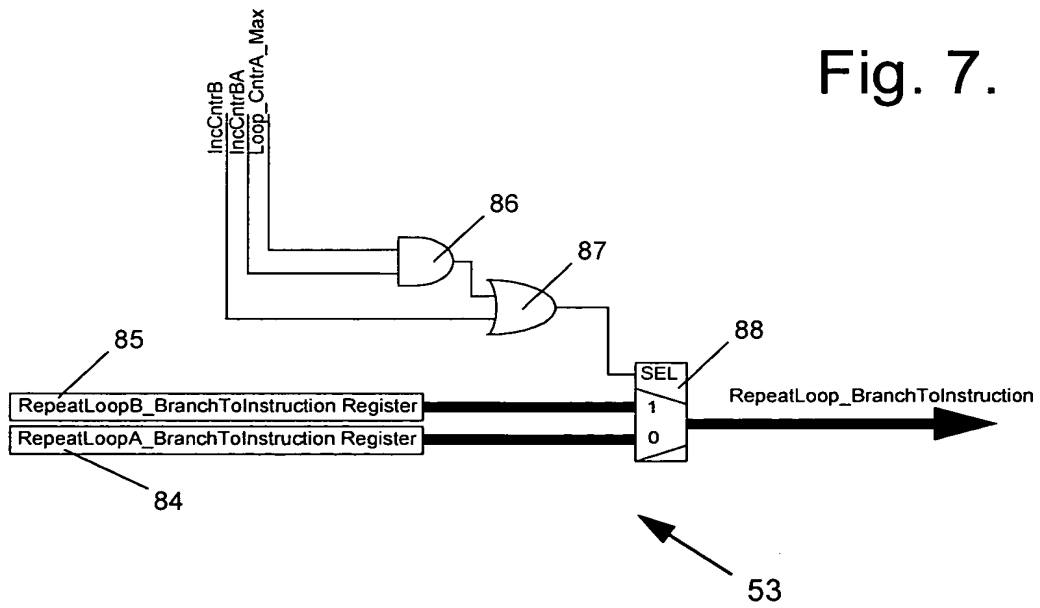 Fig. 7.
IncCntrB
IncCntrBA
Loop_CntrA_Max
86
87
88
85
SEL
RepeatLoopB_BranchToInstruction Register
1
RepeatLoop_BranchToInstruction
RepeatLoopA_BranchToInstruction Register
0
84
53